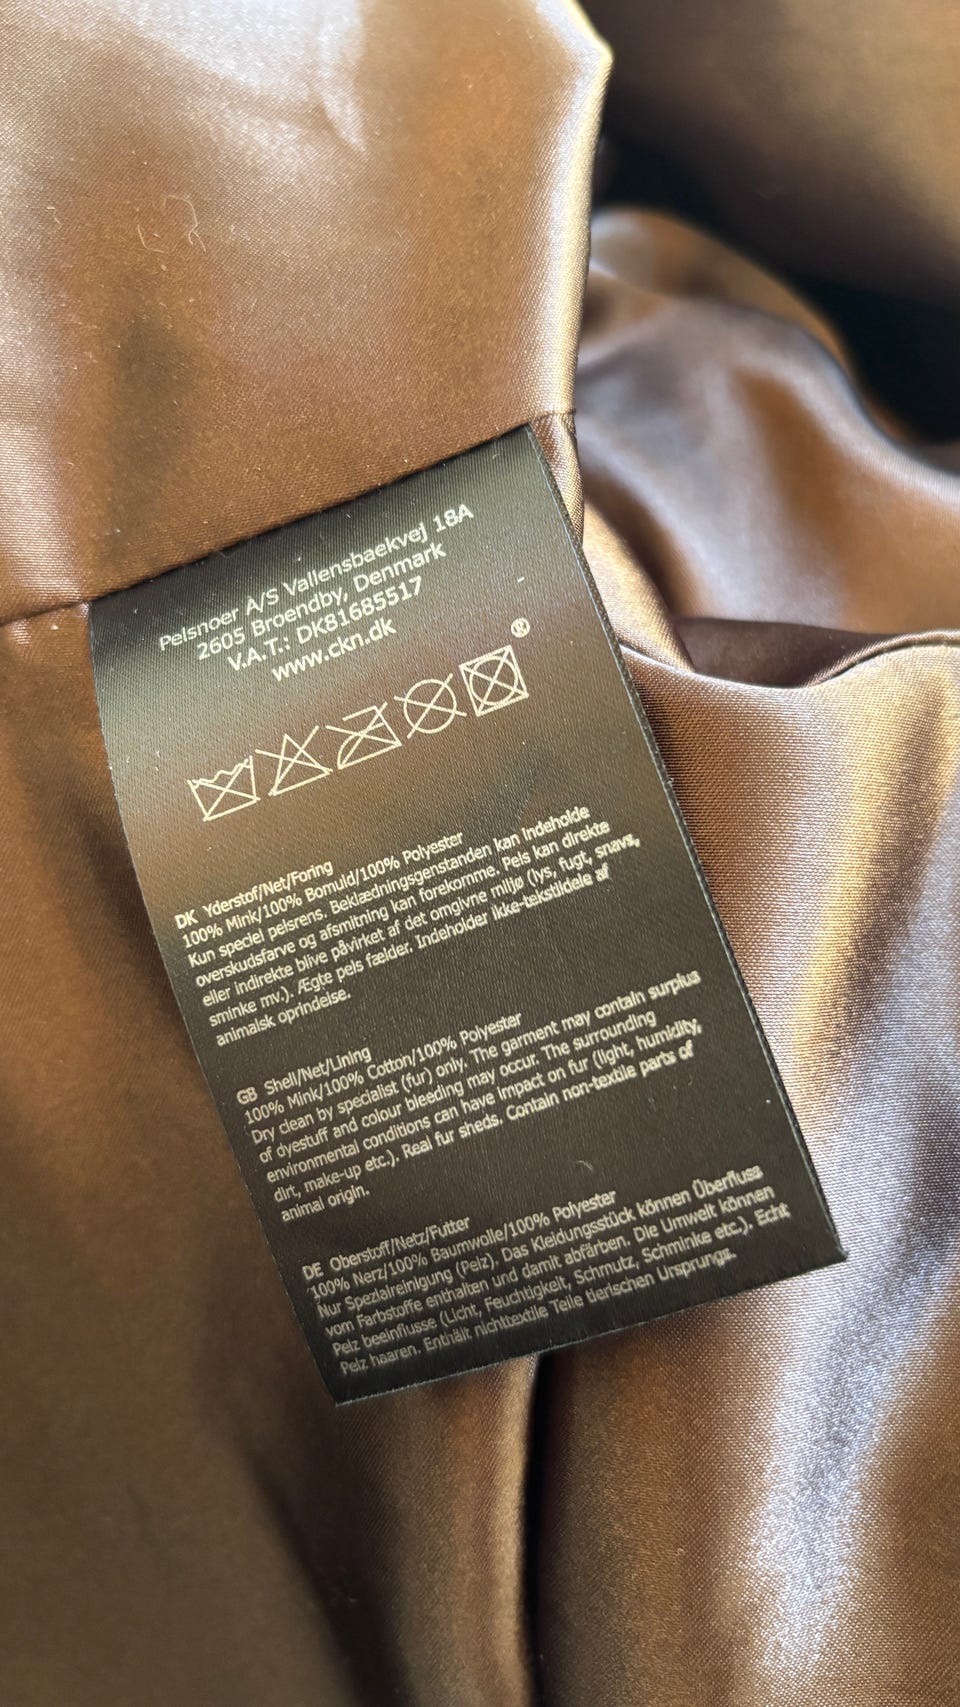 Pelsnoer A/S Vallensbaekvej 18A
2605 Broendby, Denmark
V.A.T.: DK81685517
www.ckn.dk
®
DK Yderstof/Net/Foring
100% Mink/100% Bomuld/100% Polyester
Kun speciel pelsrens. Beklædningsgenstanden kan indeholde
overskudsfarve og afsmitning kan forekomme. Pels kan direkte
eller indirekte blive påvirket af det omgivne miljø (lys, fugt, snavs,
sminke mv.). Ægte pels fælder. Indeholder ikke-tekstildele af
animalsk oprindelse.
GB Shell/Net/Lining
100% Mink/100% Cotton/100% Polyester
Dry clean by specialist (fur) only. The garment may contain surplus
of dyestuff and colour bleeding may occur. The surrounding
environmental conditions can have impact on fur (light, humidity,
dirt, make-up etc.). Real fur sheds. Contain non-textile parts of
animal origin.
DE Oberstoff/Netz/Futter
100% Nerz/100% Baumwolle/100% Polyester
Nur Spezialreinigung (Pelz). Das Kleidungsstück können Überfluss
vom Farbstoffe enthalten und damit abfärben. Die Umwelt können
Pelz beeinflusse (Licht, Feuchtigkeit, Schmutz, Schminke etc.). Echt
Pelz haaren. Enthält nichttextile Teile tierischen Ursprungs.